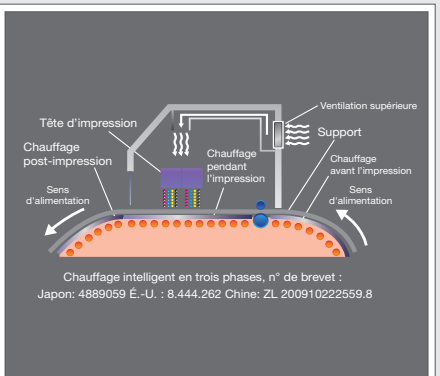 Ventilation supérieure
Tête d'impression
Support
Chauffage
post-impression
Chauffage
pendant
l'impression
Chauffage
avant l'impression
Sens
d'alimentation
Sens
d'alimentation
Chauffage intelligent en trois phases, n° de brevet :
Japon: 4889059 É.-U. : 8.444.262 Chine: ZL 200910222559.8